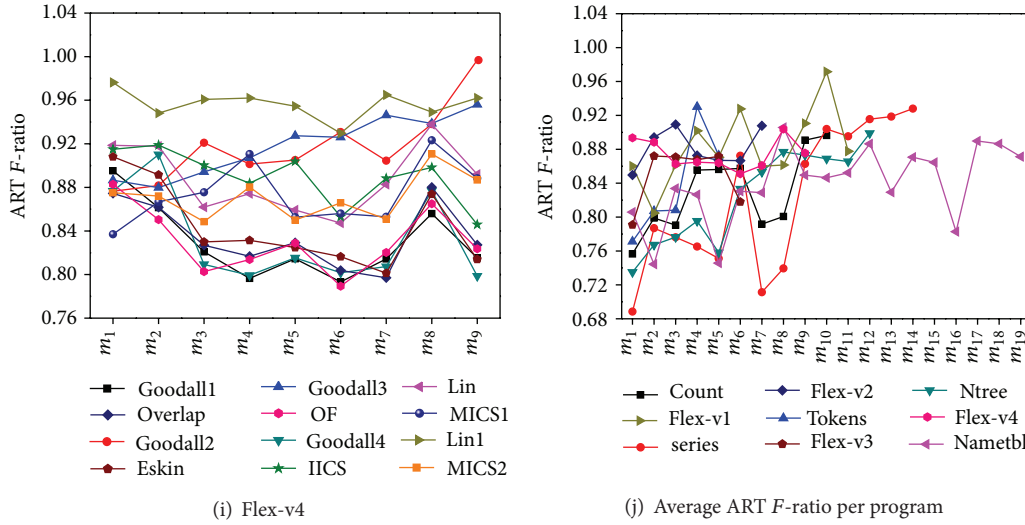 1.04
1.00
0.96
0.92
0.88
0.84
0.80
0.76
ART F-ratio
m1 m2 m3 m4 m5 m6 m7 m8 m9
Goodall1 Goodall3 Lin
Overlap OF MICS1
Goodall2 Goodall4 Lin1
Eskin IICS MICS2
(i) Flex-v4
1.04
1.00
0.96
0.92
0.88
0.84
0.80
0.76
0.72
0.68
ART F-ratio
m1 m2 m3 m4 m5 m6 m7 m8 m9 m10 m11 m12 m13 m14 m15 m16 m17 m18 m19
Count Flex-v2 Ntree
Flex-v1 Tokens Flex-v4
series Flex-v3 Nametbl
(j) Average ART F-ratio per program